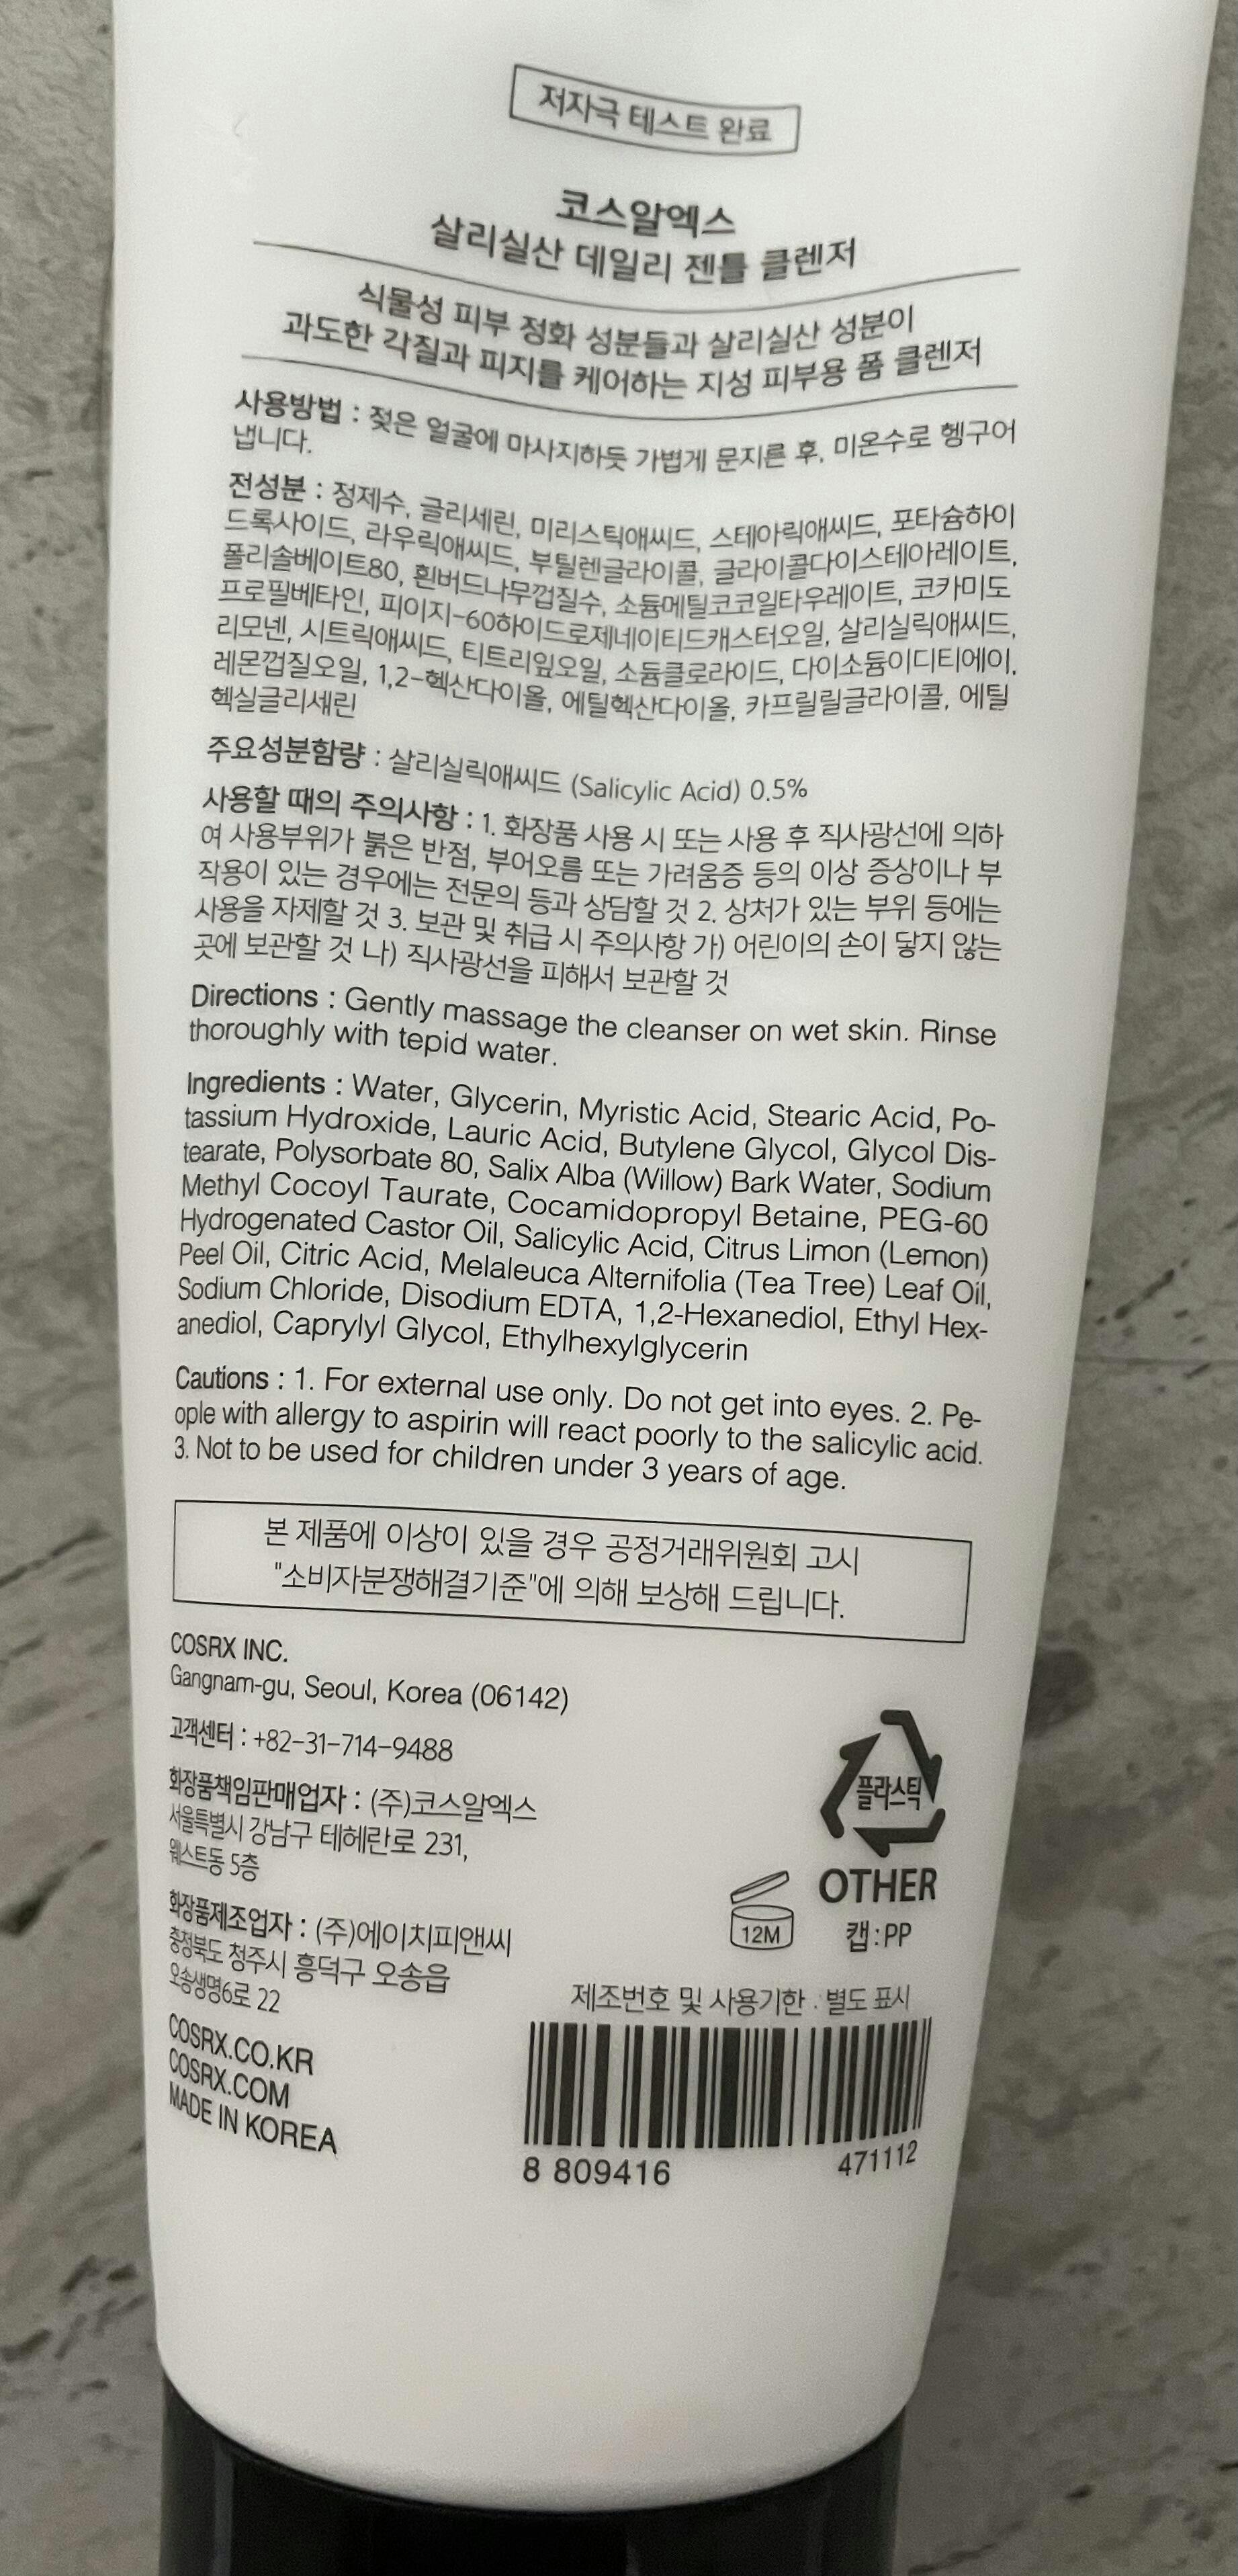 저자극 테스트 완료
코스알엑스
살리실산 데일리 젠틀 클렌저
식물성 피부 정화 성분들과 살리실산 성분이
과도한 각질과 피지를 케어하는 지성 피부용 폼 클렌저
사용방법 : 젖은 얼굴에 마사지하듯 가볍게 문지른 후, 미온수로 헹구어
냅니다.
전성분 : 정제수, 글리세린, 미리스틱애씨드, 스테아릭애씨드, 포타슘하이
드록사이드, 라우릭애씨드, 부틸렌글라이콜, 글라이콜다이스테아레이트,
폴리솔베이트80, 흰버드나무껍질수, 소듐메틸코코일타우레이트, 코카미도
프로필베타인, 피이지-60하이드로제네이티드캐스터오일, 살리실릭애씨드,
리모넨, 시트릭애씨드, 티트리잎오일, 소듐클로라이드, 다이소듐이디티에이,
레몬껍질오일, 1,2-헥산다이올, 에틸헥산다이올, 카프릴릴글라이콜, 에틸
헥실글리세린
주요성분함량 : 살리실릭애씨드 (Salicylic Acid) 0.5%
사용할 때의 주의사항 : 1. 화장품 사용 시 또는 사용 후 직사광선에 의하
여 사용부위가 붉은 반점, 부어오름 또는 가려움증 등의 이상 증상이나 부
작용이 있는 경우에는 전문의 등과 상담할 것 2. 상처가 있는 부위 등에는
사용을 자제할 것 3. 보관 및 취급 시 주의사항 가) 어린이의 손이 닿지 않는
곳에 보관할 것 나) 직사광선을 피해서 보관할 것
Directions : Gently massage the cleanser on wet skin. Rinse
thoroughly with tepid water.
Ingredients : Water, Glycerin, Myristic Acid, Stearic Acid, Po-
tassium Hydroxide, Lauric Acid, Butylene Glycol, Glycol Dis-
tearate, Polysorbate 80, Salix Alba (Willow) Bark Water, Sodium
Methyl Cocoyl Taurate, Cocamidopropyl Betaine, PEG-60
Hydrogenated Castor Oil, Salicylic Acid, Citrus Limon (Lemon)
Peel Oil, Citric Acid, Melaleuca Alternifolia (Tea Tree) Leaf Oil,
Sodium Chloride, Disodium EDTA, 1,2-Hexanediol, Ethyl Hex-
anediol, Caprylyl Glycol, Ethylhexylglycerin
Cautions : 1. For external use only. Do not get into eyes. 2. Pe-
ople with allergy to aspirin will react poorly to the salicylic acid.
3. Not to be used for children under 3 years of age.
본 제품에 이상이 있을 경우 공정거래위원회 고시
"소비자분쟁해결기준"에 의해 보상해 드립니다.
COSRX INC.
Gangnam-gu, Seoul, Korea (06142)
고객센터 : +82-31-714-9488
화장품책임판매업자 : (주)코스알엑스
서울특별시 강남구 테헤란로 231,
웨스트동 5층
화장품제조업자 : (주)에이치피앤씨
충청북도 청주시 흥덕구 오송읍
오송생명6로 22
COSRX.CO.KR
COSRX.COM
MADE IN KOREA
플라스틱
OTHER
캡:PP
12M
제조번호 및 사용기한 : 별도 표시
8 809416 471112